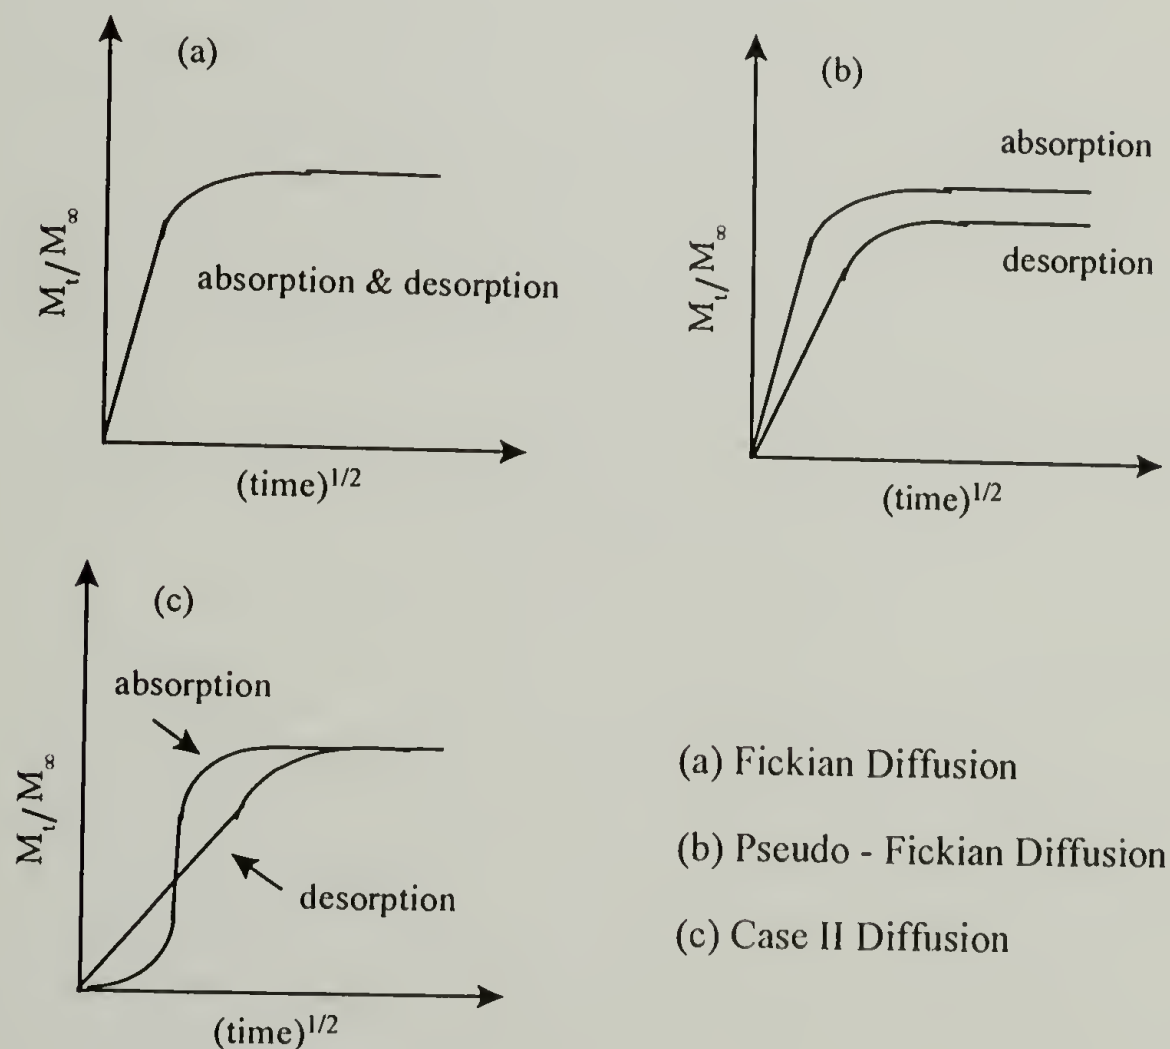 (a)
M_t/M_∞
absorption & desorption
(time)^1/2
(b)
absorption
desorption
M_t/M_∞
(time)^1/2
(c)
absorption
M_t/M_∞
desorption
(time)^1/2
(a) Fickian Diffusion
(b) Pseudo - Fickian Diffusion
(c) Case II Diffusion